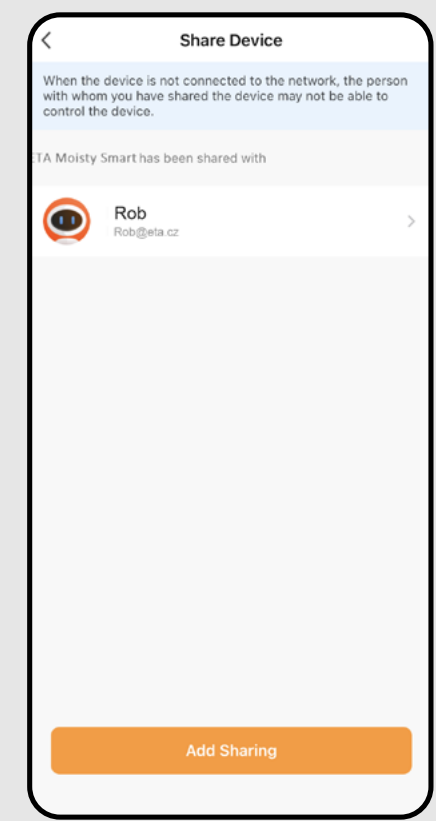 Share Device
When the device is not connected to the network, the person
with whom you have shared the device may not be able to
control the device.
ETA Moisty Smart has been shared with
Rob
Rob@eta.cz
Add Sharing